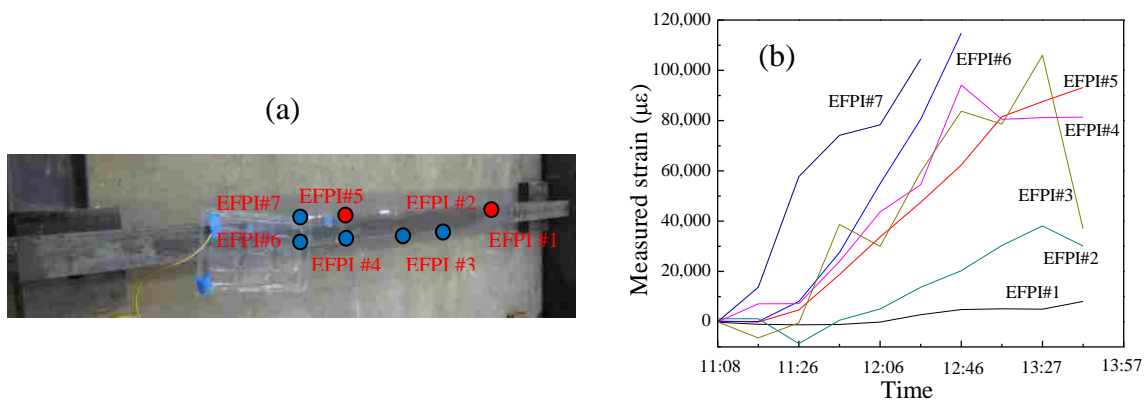 (a)
EFPI#7
EFPI#5
EFPI#2
EFPI#6
EFPI#4
EFPI#3
EFPI#1
(b)
Measured strain (με)
120,000
100,000
80,000
60,000
40,000
20,000
0
EFPI#7
EFPI#6
EFPI#5
EFPI#4
EFPI#3
EFPI#2
EFPI#1
11:08
11:26
12:06
12:46
13:27
13:57
Time